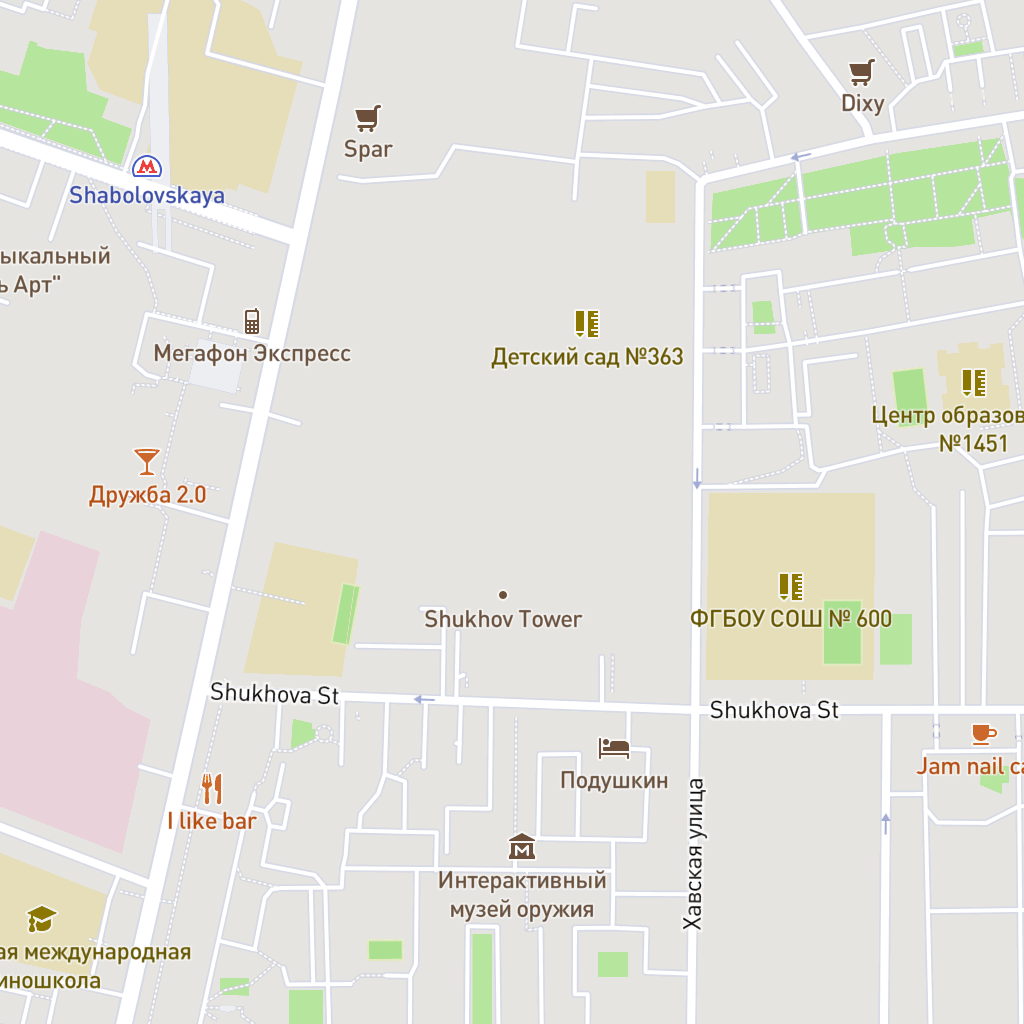 Dixy
Spar
Shabolovskaya
ыкальный
ь Арт"
Мегафон Экспресс
Детский сад №363
Центр образов
№1451
Дружба 2.0
Shukhov Tower
ФГБОУ СОШ № 600
Shukhova St
Shukhova St
Подушкин
Jam nail ca
I like bar
Хавская улица
Интерактивный
музей оружия
ая международная
иношкола